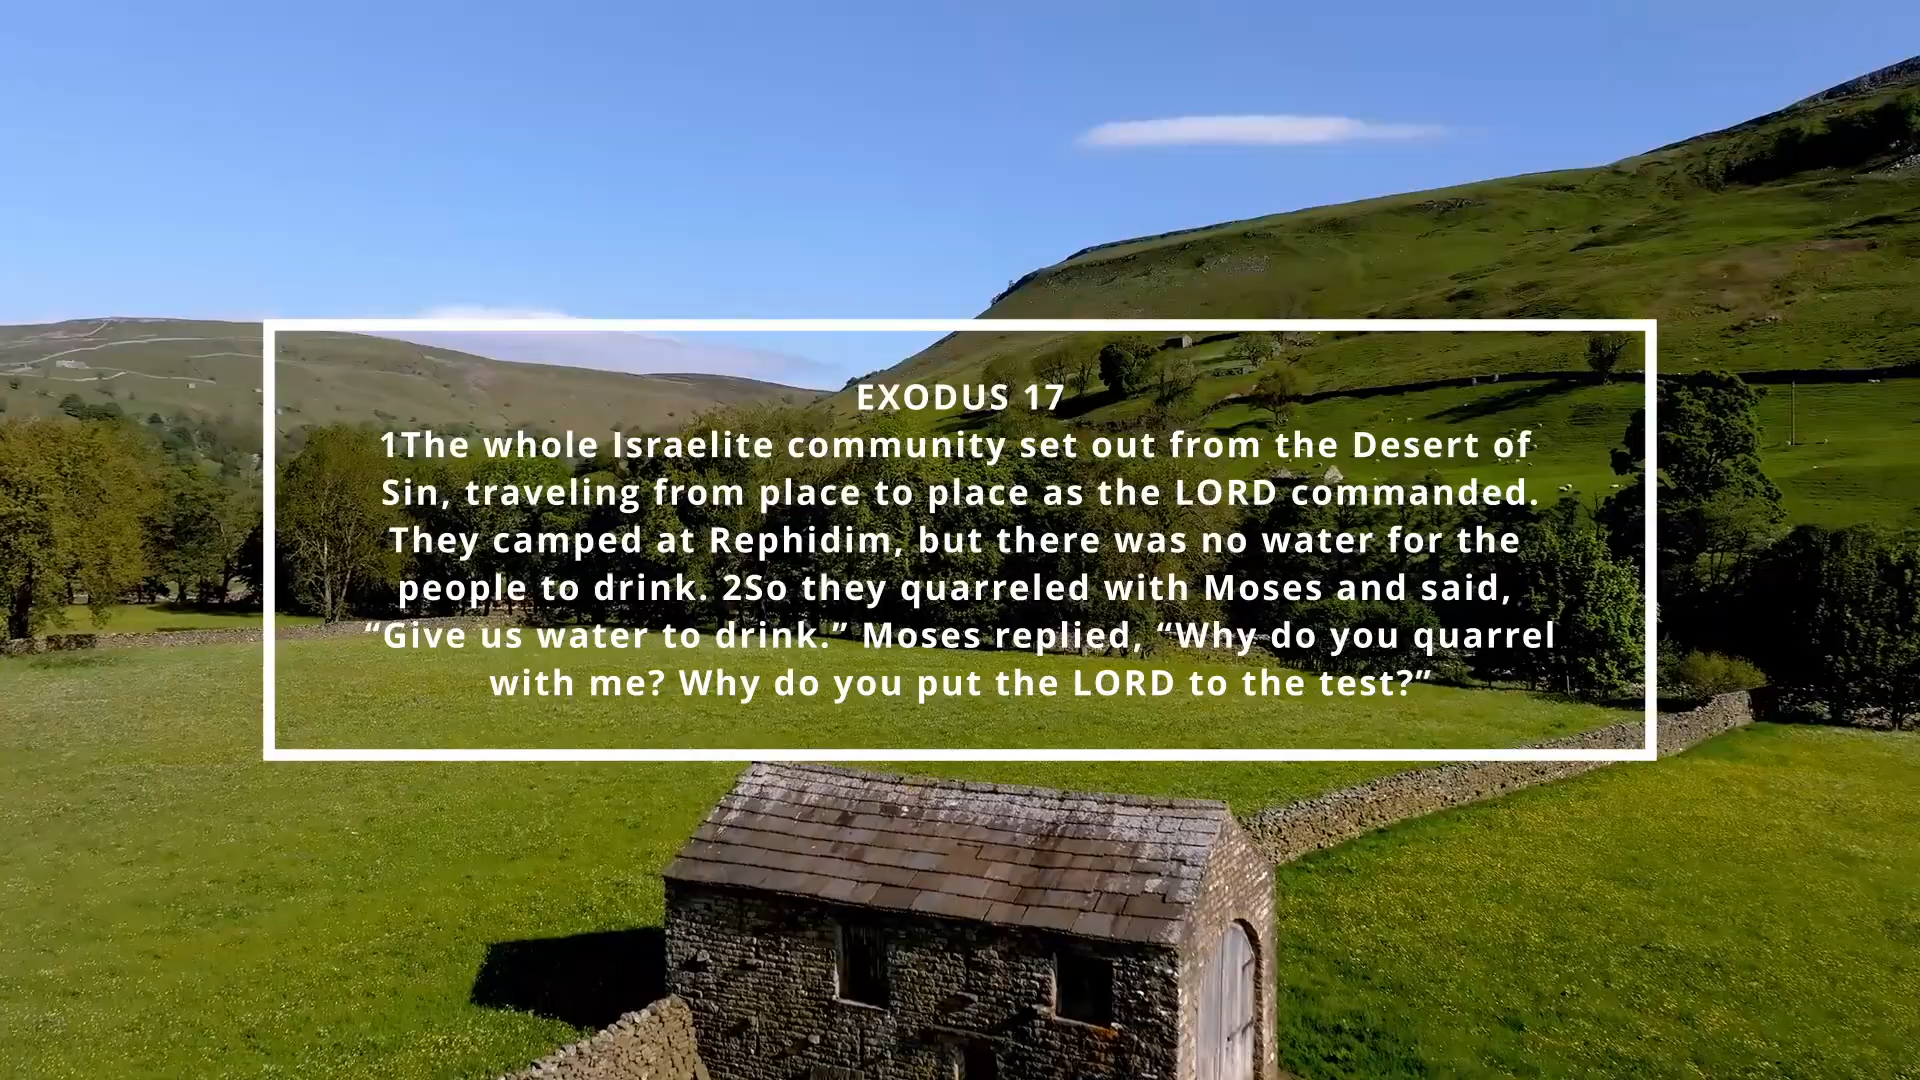 EXODUS 17
1The whole Israelite community set out from the Desert of
Sin, traveling from place to place as the LORD commanded.
They camped at Rephidim, but there was no water for the
people to drink. 2So they quarreled with Moses and said,
“Give us water to drink.” Moses replied, “Why do you quarrel
with me? Why do you put the LORD to the test?”